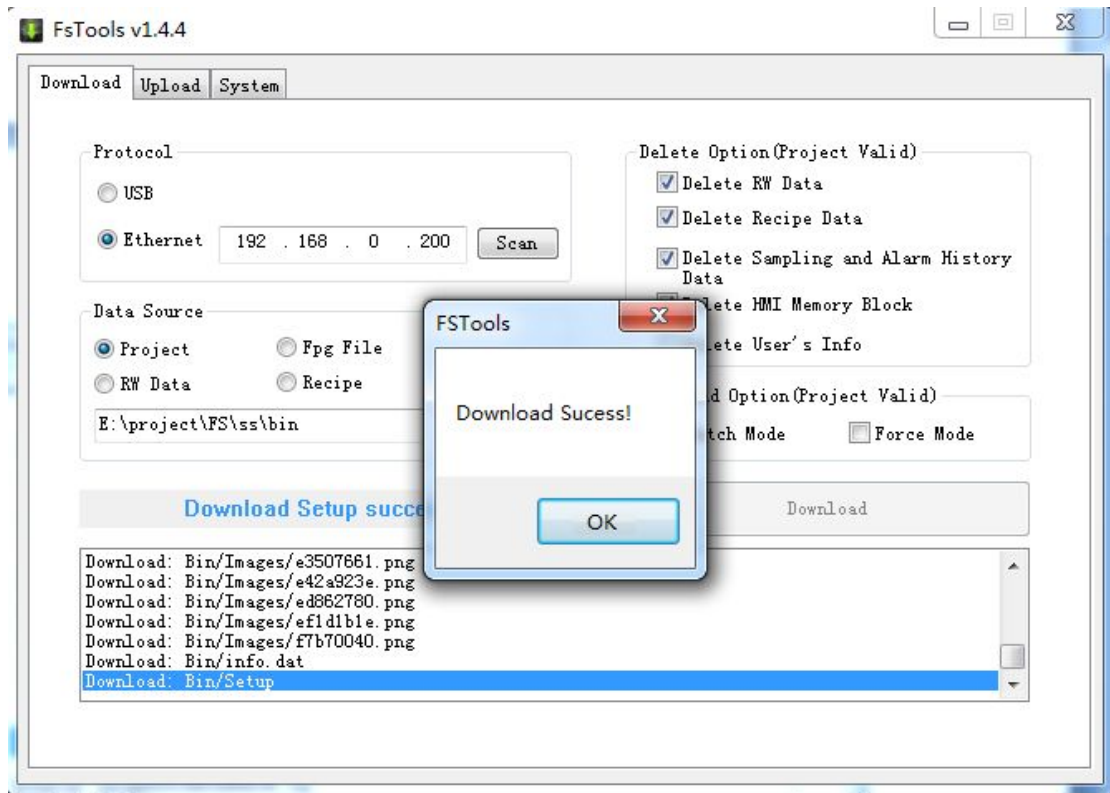 FsTools v1.4.4
Download Upload System
Protocol
USB
Ethernet 192 . 168 . 0 . 200 Scan
Data Source
Project Fpg File
RW Data Recipe
E:\project\FS\ss\bin
Delete Option(Project Valid)
Delete RW Data
Delete Recipe Data
Delete Sampling and Alarm History
Data
HMI Memory Block
User's Info
Option(Project Valid)
Mode Force Mode
FSTools
Download Sucess!
OK
Download Setup
Download
Download: Bin/Images/e3507661.png
Download: Bin/Images/e42a923e.png
Download: Bin/Images/ed862780.png
Download: Bin/Images/ef1d1b1e.png
Download: Bin/Images/f7b70040.png
Download: Bin/info.dat
Download: Bin/Setup